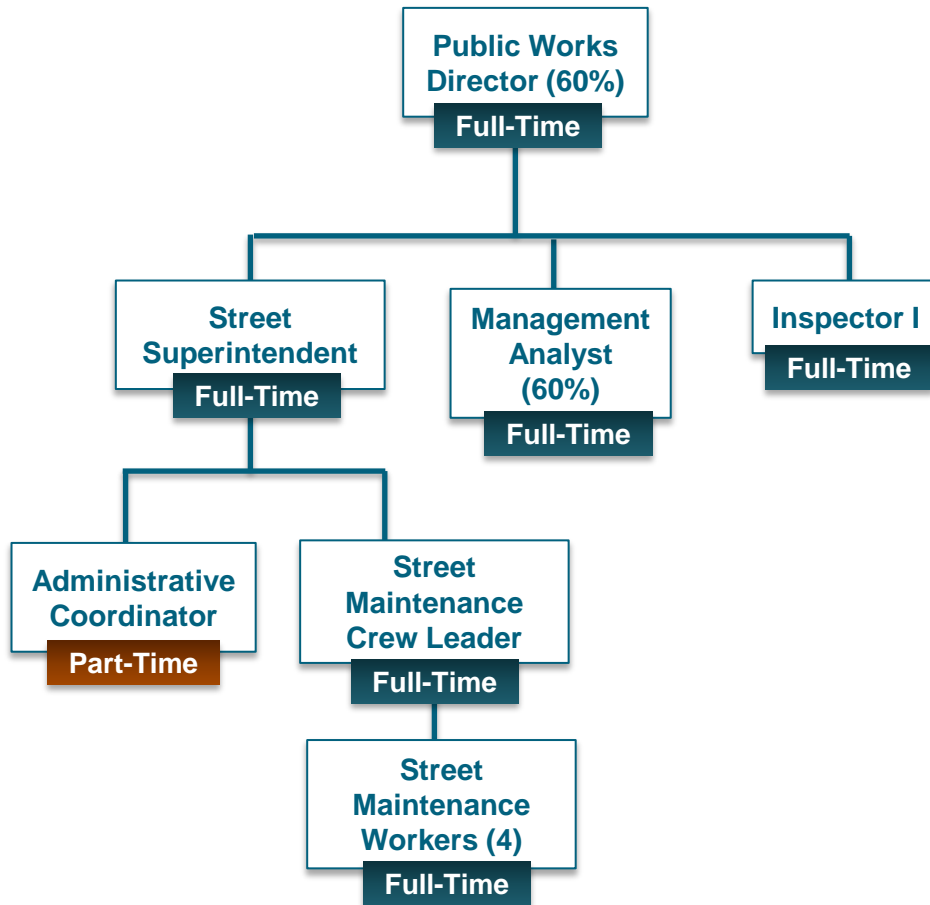 Public Works
Director (60%)
Full-Time
Street
Superintendent
Full-Time
Management
Analyst
(60%)
Full-Time
Inspector I
Full-Time
Administrative
Coordinator
Part-Time
Street
Maintenance
Crew Leader
Full-Time
Street
Maintenance
Workers (4)
Full-Time